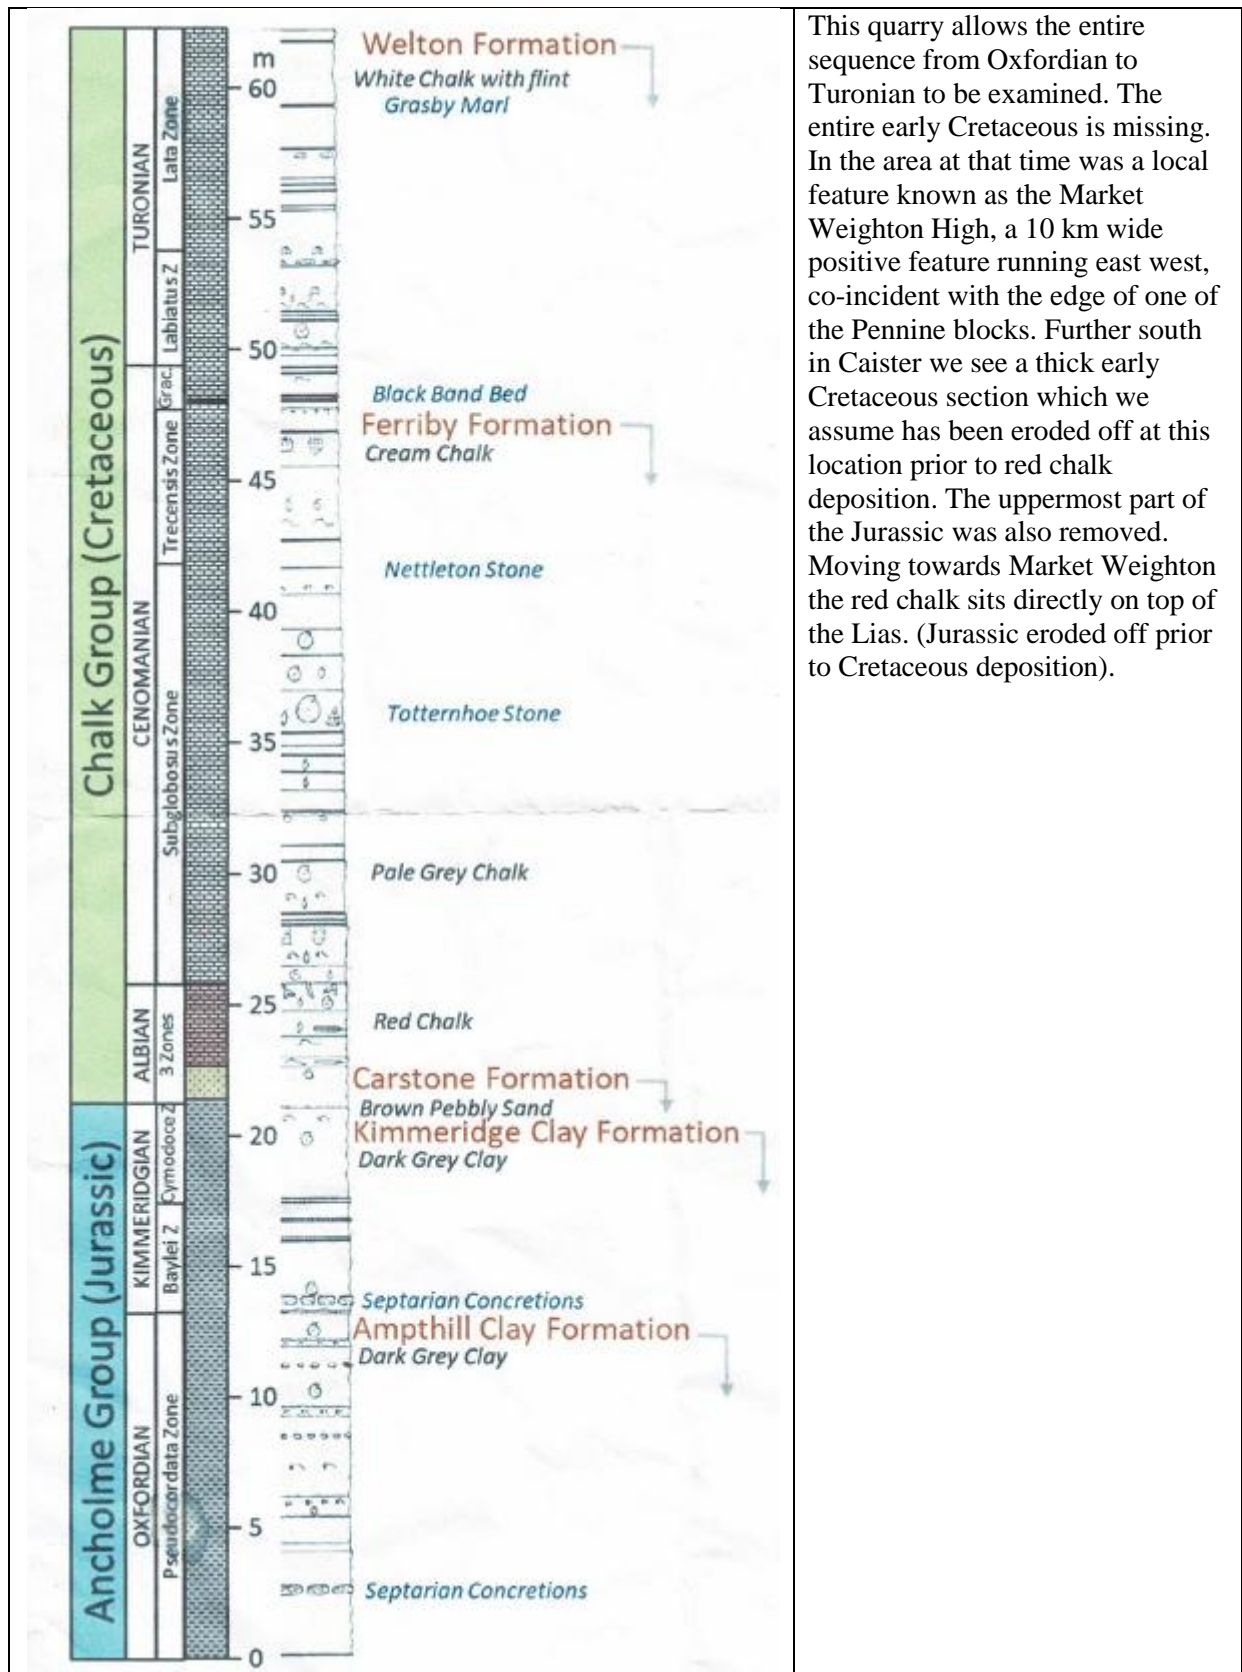 Chalk Group (Cretaceous)
Ancholme Group (Jurassic)
TURONIAN
CENOMANIAN
ALBIAN
KIMMERIDGIAN
OXFORDIAN
Lata Zone
Labiatus Z
Grac.
Trecensis Zone
Subglobosus Zone
3 Zones
Cymodoce Z
Baylei Z
Pseudocordata Zone
m
60
55
50
45
40
35
30
25
20
15
10
5
0
Welton Formation
White Chalk with flint
Grasby Marl
Black Band Bed
Ferriby Formation
Cream Chalk
Nettleton Stone
Totternhoe Stone
Pale Grey Chalk
Red Chalk
Carstone Formation
Brown Pebbly Sand
Kimmeridge Clay Formation
Dark Grey Clay
Septarian Concretions
Ampthill Clay Formation
Dark Grey Clay
Septarian Concretions
This quarry allows the entire
sequence from Oxfordian to
Turonian to be examined. The
entire early Cretaceous is missing.
In the area at that time was a local
feature known as the Market
Weighton High, a 10 km wide
positive feature running east west,
co-incident with the edge of one of
the Pennine blocks. Further south
in Caister we see a thick early
Cretaceous section which we
assume has been eroded off at this
location prior to red chalk
deposition. The uppermost part of
the Jurassic was also removed.
Moving towards Market Weighton
the red chalk sits directly on top of
the Lias. (Jurassic eroded off prior
to Cretaceous deposition).